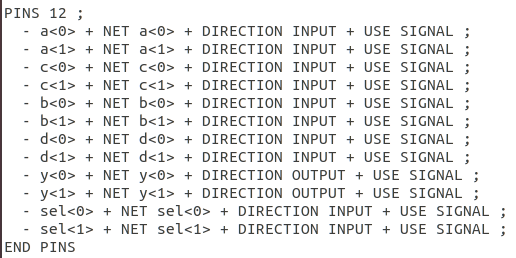 PINS 12 ;
- a<0> + NET a<0> + DIRECTION INPUT + USE SIGNAL ;
- a<1> + NET a<1> + DIRECTION INPUT + USE SIGNAL ;
- c<0> + NET c<0> + DIRECTION INPUT + USE SIGNAL ;
- c<1> + NET c<1> + DIRECTION INPUT + USE SIGNAL ;
- b<0> + NET b<0> + DIRECTION INPUT + USE SIGNAL ;
- b<1> + NET b<1> + DIRECTION INPUT + USE SIGNAL ;
- d<0> + NET d<0> + DIRECTION INPUT + USE SIGNAL ;
- d<1> + NET d<1> + DIRECTION INPUT + USE SIGNAL ;
- y<0> + NET y<0> + DIRECTION OUTPUT + USE SIGNAL ;
- y<1> + NET y<1> + DIRECTION OUTPUT + USE SIGNAL ;
- sel<0> + NET sel<0> + DIRECTION INPUT + USE SIGNAL ;
- sel<1> + NET sel<1> + DIRECTION INPUT + USE SIGNAL ;
END PINS